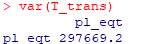 > var(T_trans)
pl_eqt
pl_eqt 297669.2